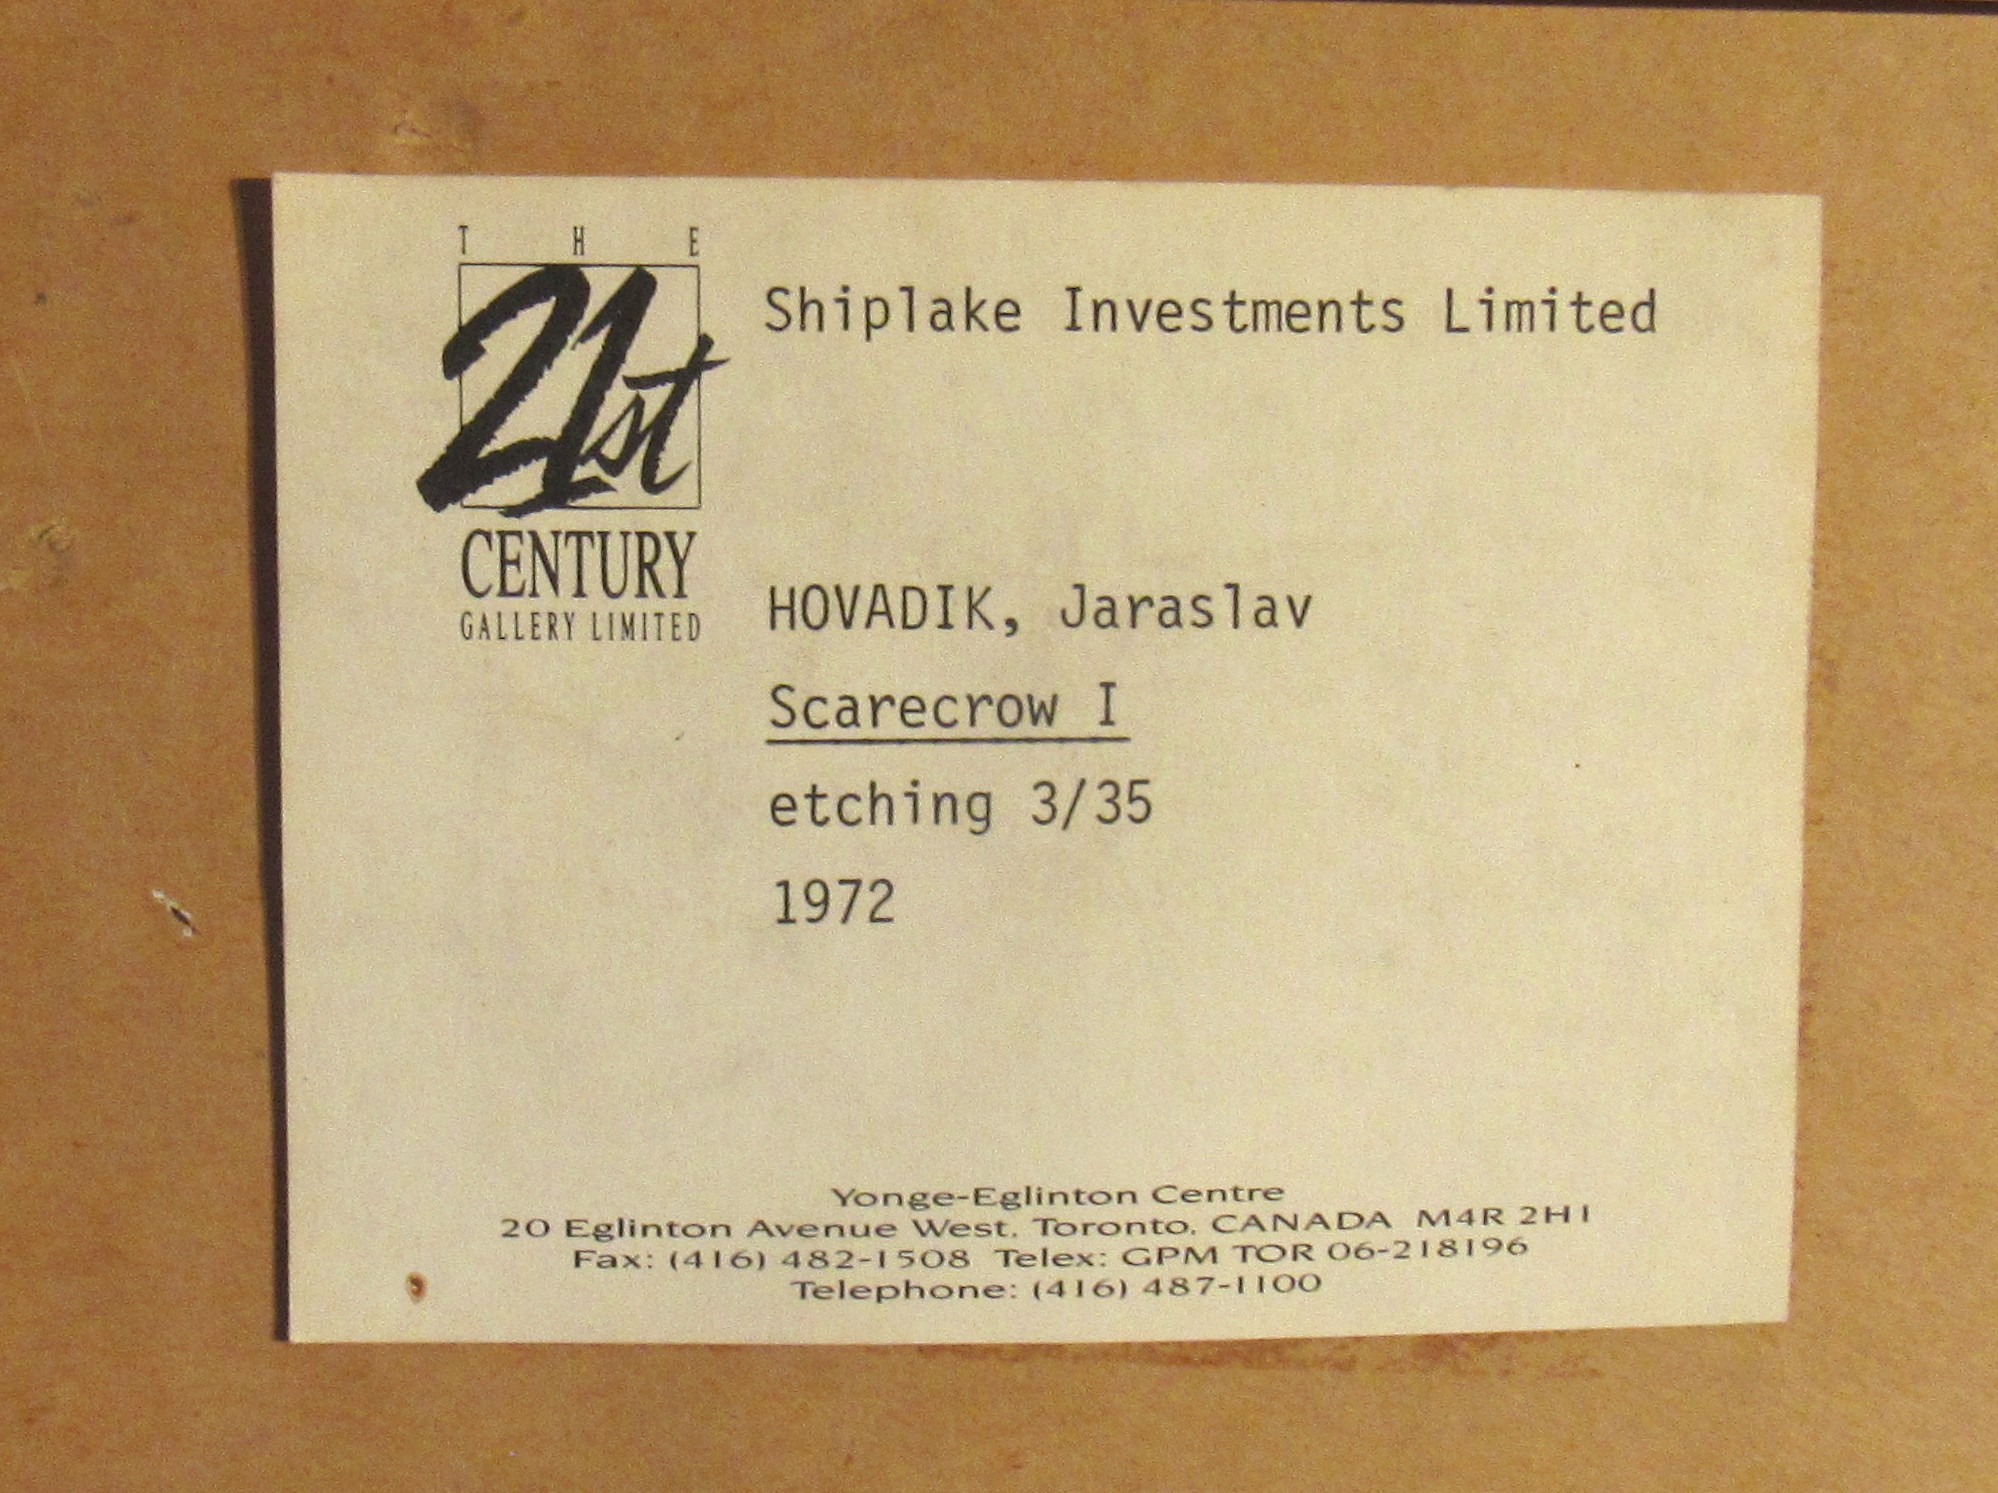 THE
21st
CENTURY
GALLERY LIMITED
Shiplake Investments Limited
HOVADIK, Jaraslav
Scarecrow I
etching 3/35
1972
Yonge-Eglinton Centre
20 Eglinton Avenue West, Toronto, CANADA M4R 2H1
Fax: (416) 482-1508 Telex: GPM TOR 06-218196
Telephone: (416) 487-1100